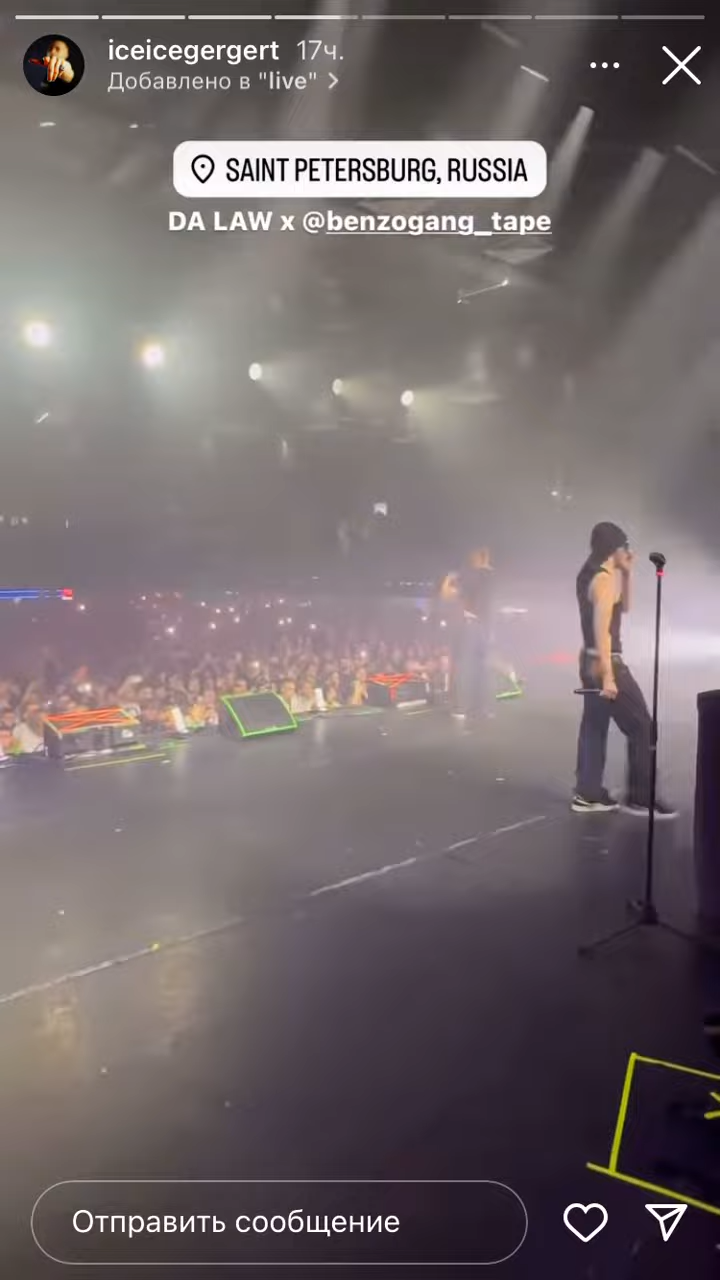 iceicegergert 17ч.
Добавлено в "live" >
SAINT PETERSBURG, RUSSIA
DA LAW x @benzogang_tape
Отправить сообщение